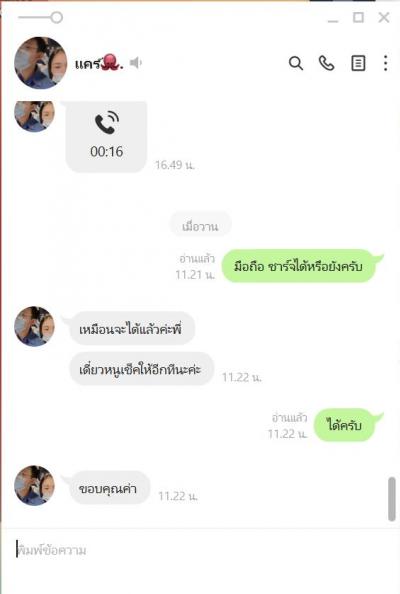 แคร์🐙.
00:16
16.49 น.
เมื่อวาน
อ่านแล้ว
11.21 น.
มือถือ ชาร์จได้หรือยังครับ
เหมือนจะได้แล้วค่ะพี่
เดี๋ยวหนูเช็คให้อีกทีนะค่ะ
11.22 น.
อ่านแล้ว
11.22 น.
ได้ครับ
ขอบคุณค่า
11.22 น.
พิมพ์ข้อความ